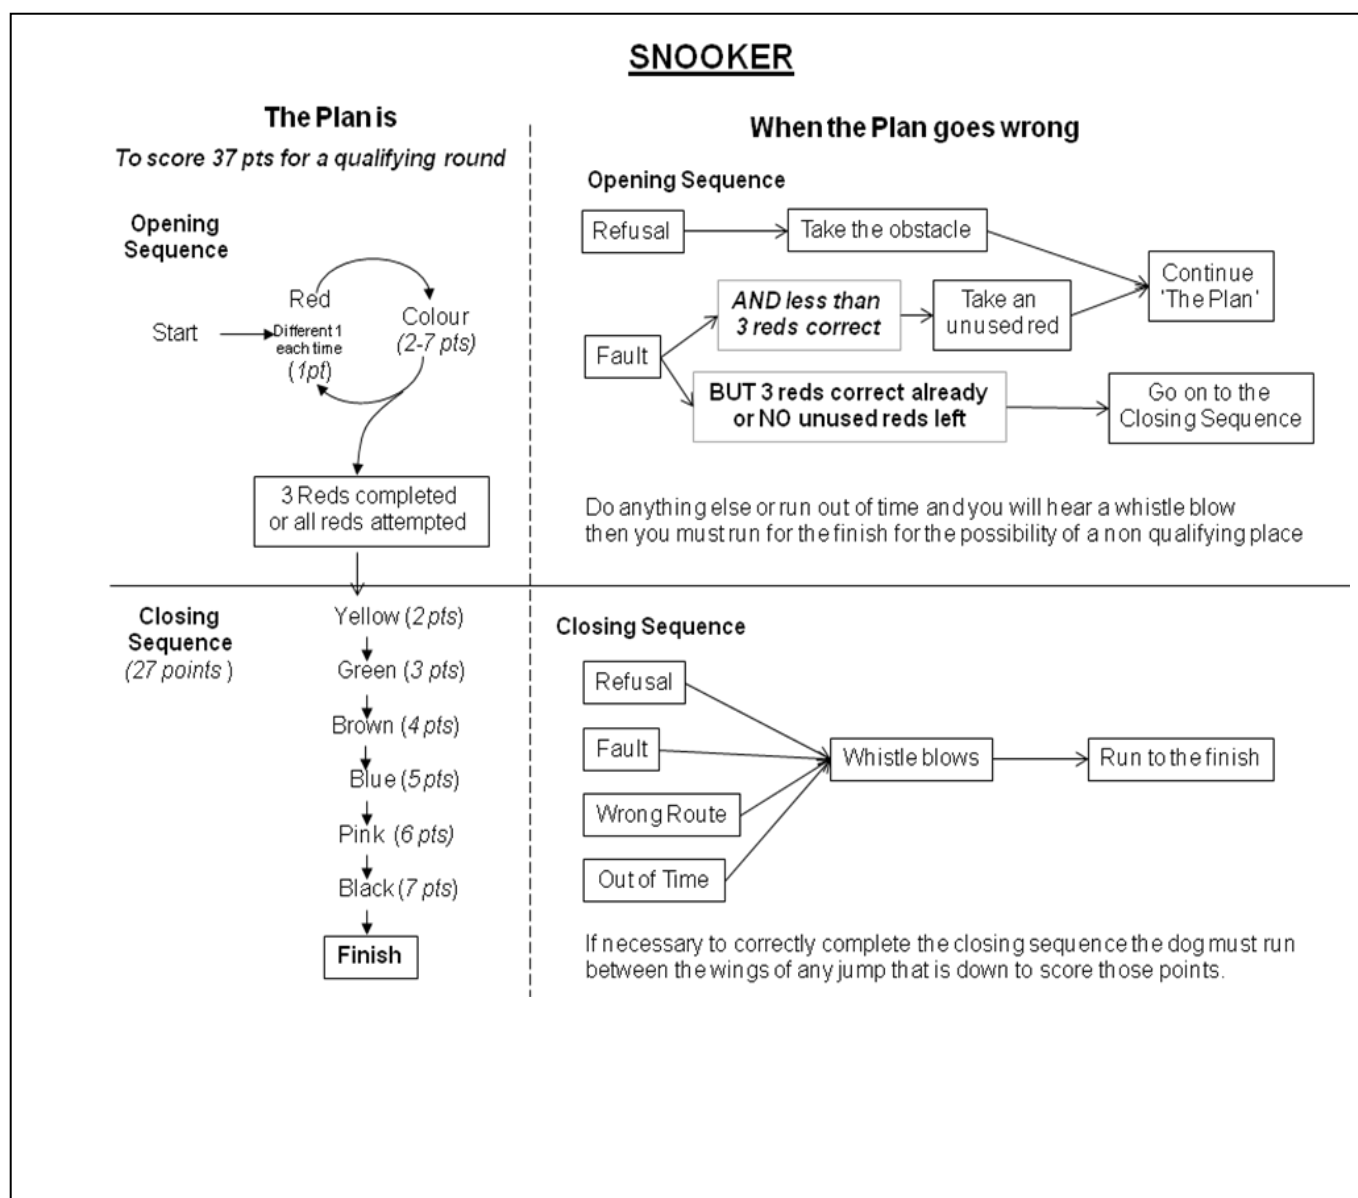 SNOOKER
The Plan is
To score 37 pts for a qualifying round
Opening
Sequence
Start
Red
Different 1
each time
(1pt)
Colour
(2-7 pts)
3 Reds completed
or all reds attempted
When the Plan goes wrong
Opening Sequence
Refusal
Take the obstacle
Continue
'The Plan'
AND less than
3 reds correct
Take an
unused red
Fault
BUT 3 reds correct already
or NO unused reds left
Go on to the
Closing Sequence
Do anything else or run out of time and you will hear a whistle blow
then you must run for the finish for the possibility of a non qualifying place
Closing
Sequence
(27 points )
Yellow (2 pts)
Green (3 pts)
Brown (4 pts)
Blue (5 pts)
Pink (6 pts)
Black (7 pts)
Finish
Closing Sequence
Refusal
Fault
Wrong Route
Out of Time
Whistle blows
Run to the finish
If necessary to correctly complete the closing sequence the dog must run
between the wings of any jump that is down to score those points.